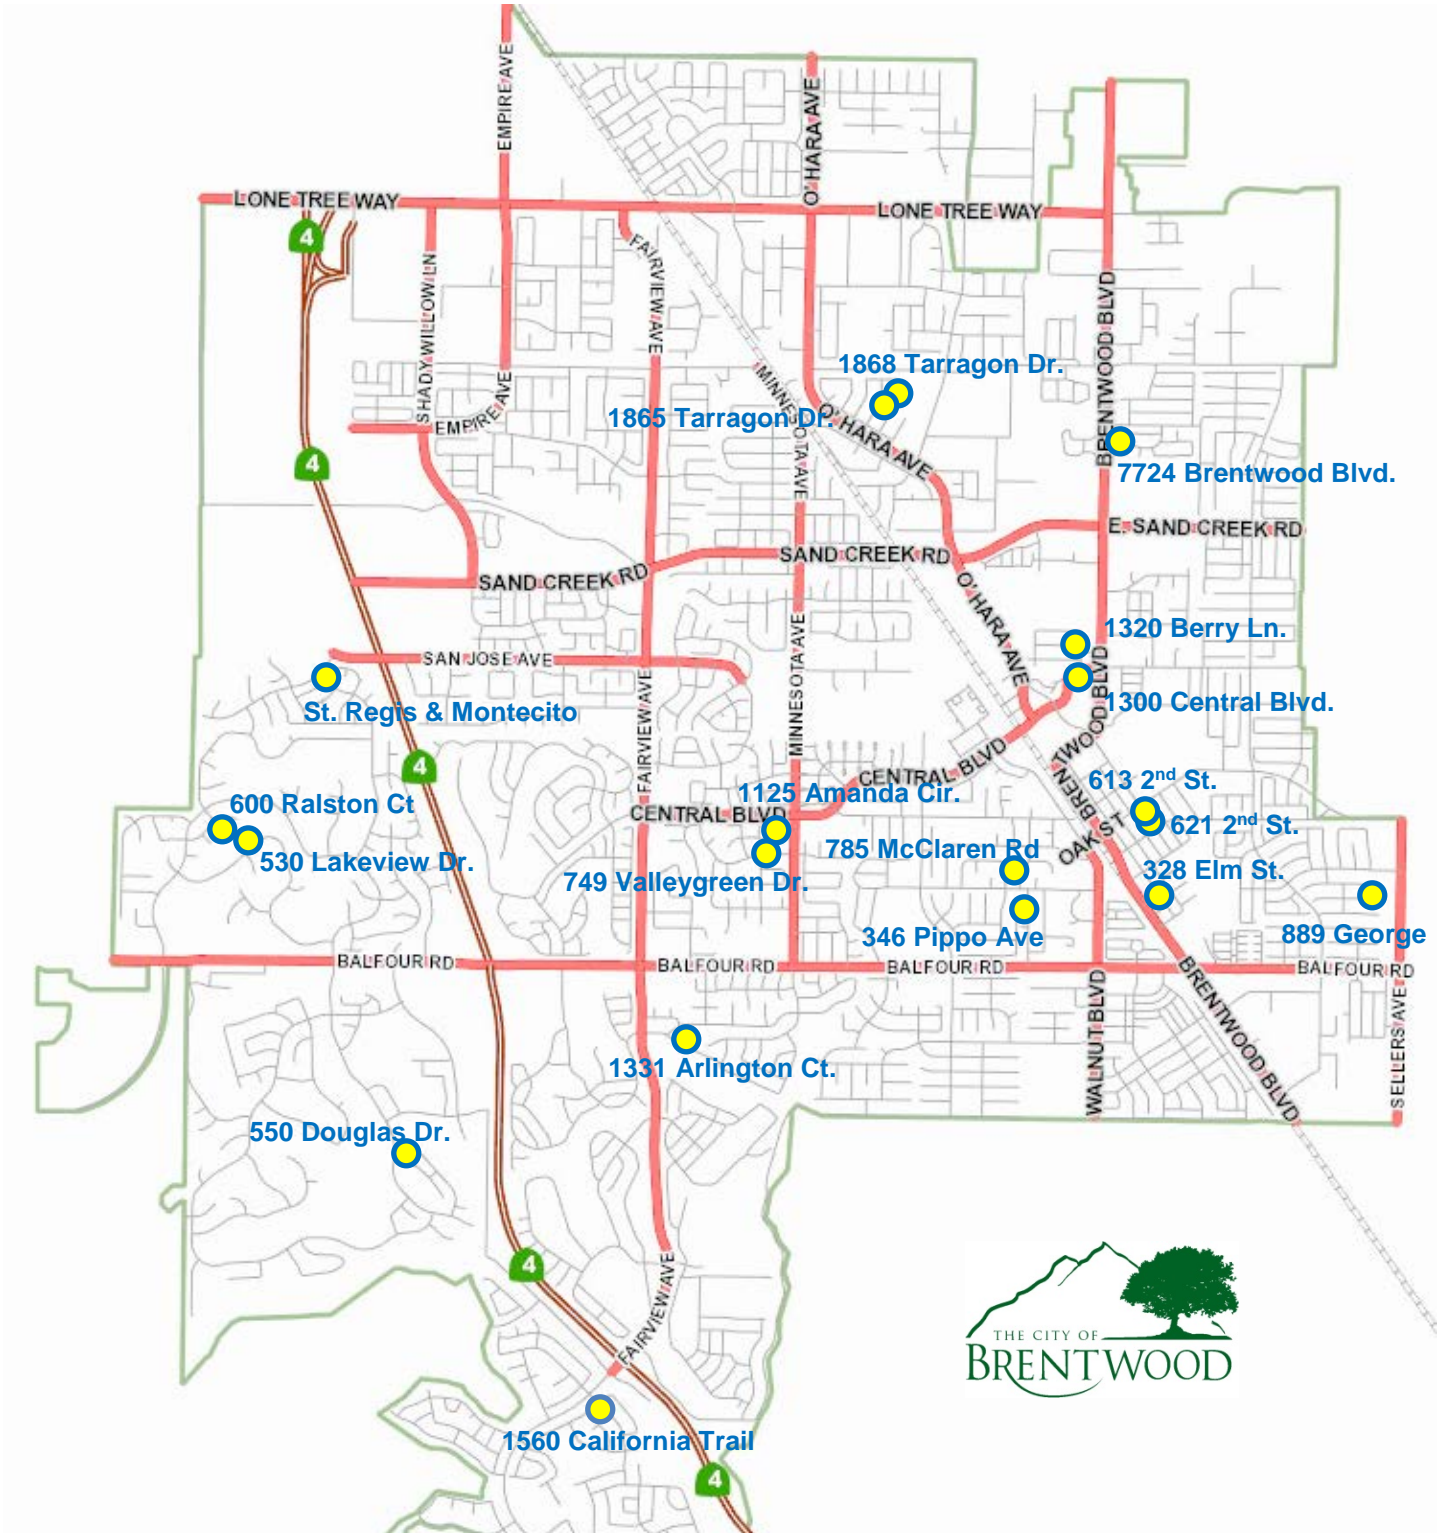 EMPIRE AVE
O'HARA AVE
LONE TREE WAY
LONE TREE WAY
4
FAIRVIEW AVE
SHADY WILLOW LN
BRENTWOOD BLVD
1868 Tarragon Dr.
MINNESOTA AVE
EMPIRE AVE
1865 Tarragon Dr.
O'HARA AVE
4
7724 Brentwood Blvd.
E. SAND CREEK RD
SAND CREEK RD
SAND CREEK RD
O'HARA AVE
1320 Berry Ln.
SAN JOSE AVE
MINNESOTA AVE
FAIRVIEW AVE
1300 Central Blvd.
St. Regis & Montecito
BRENTWOOD BLVD
4
CENTRAL BLVD
613 2nd St.
1125 Amanda Cir.
600 Ralston Ct
CENTRAL BLVD
621 2nd St.
OAK ST
785 McClaren Rd
530 Lakeview Dr.
749 Valleygreen Dr.
328 Elm St.
346 Pippo Ave
889 George
BALFOUR RD
BALFOUR RD
BALFOUR RD
BALFOUR RD
WALNUT BLVD
BRENTWOOD BLVD
SELLERS AVE
1331 Arlington Ct.
550 Douglas Dr.
4
FAIRVIEW AVE
THE CITY OF
BRENTWOOD
1560 California Trail
4